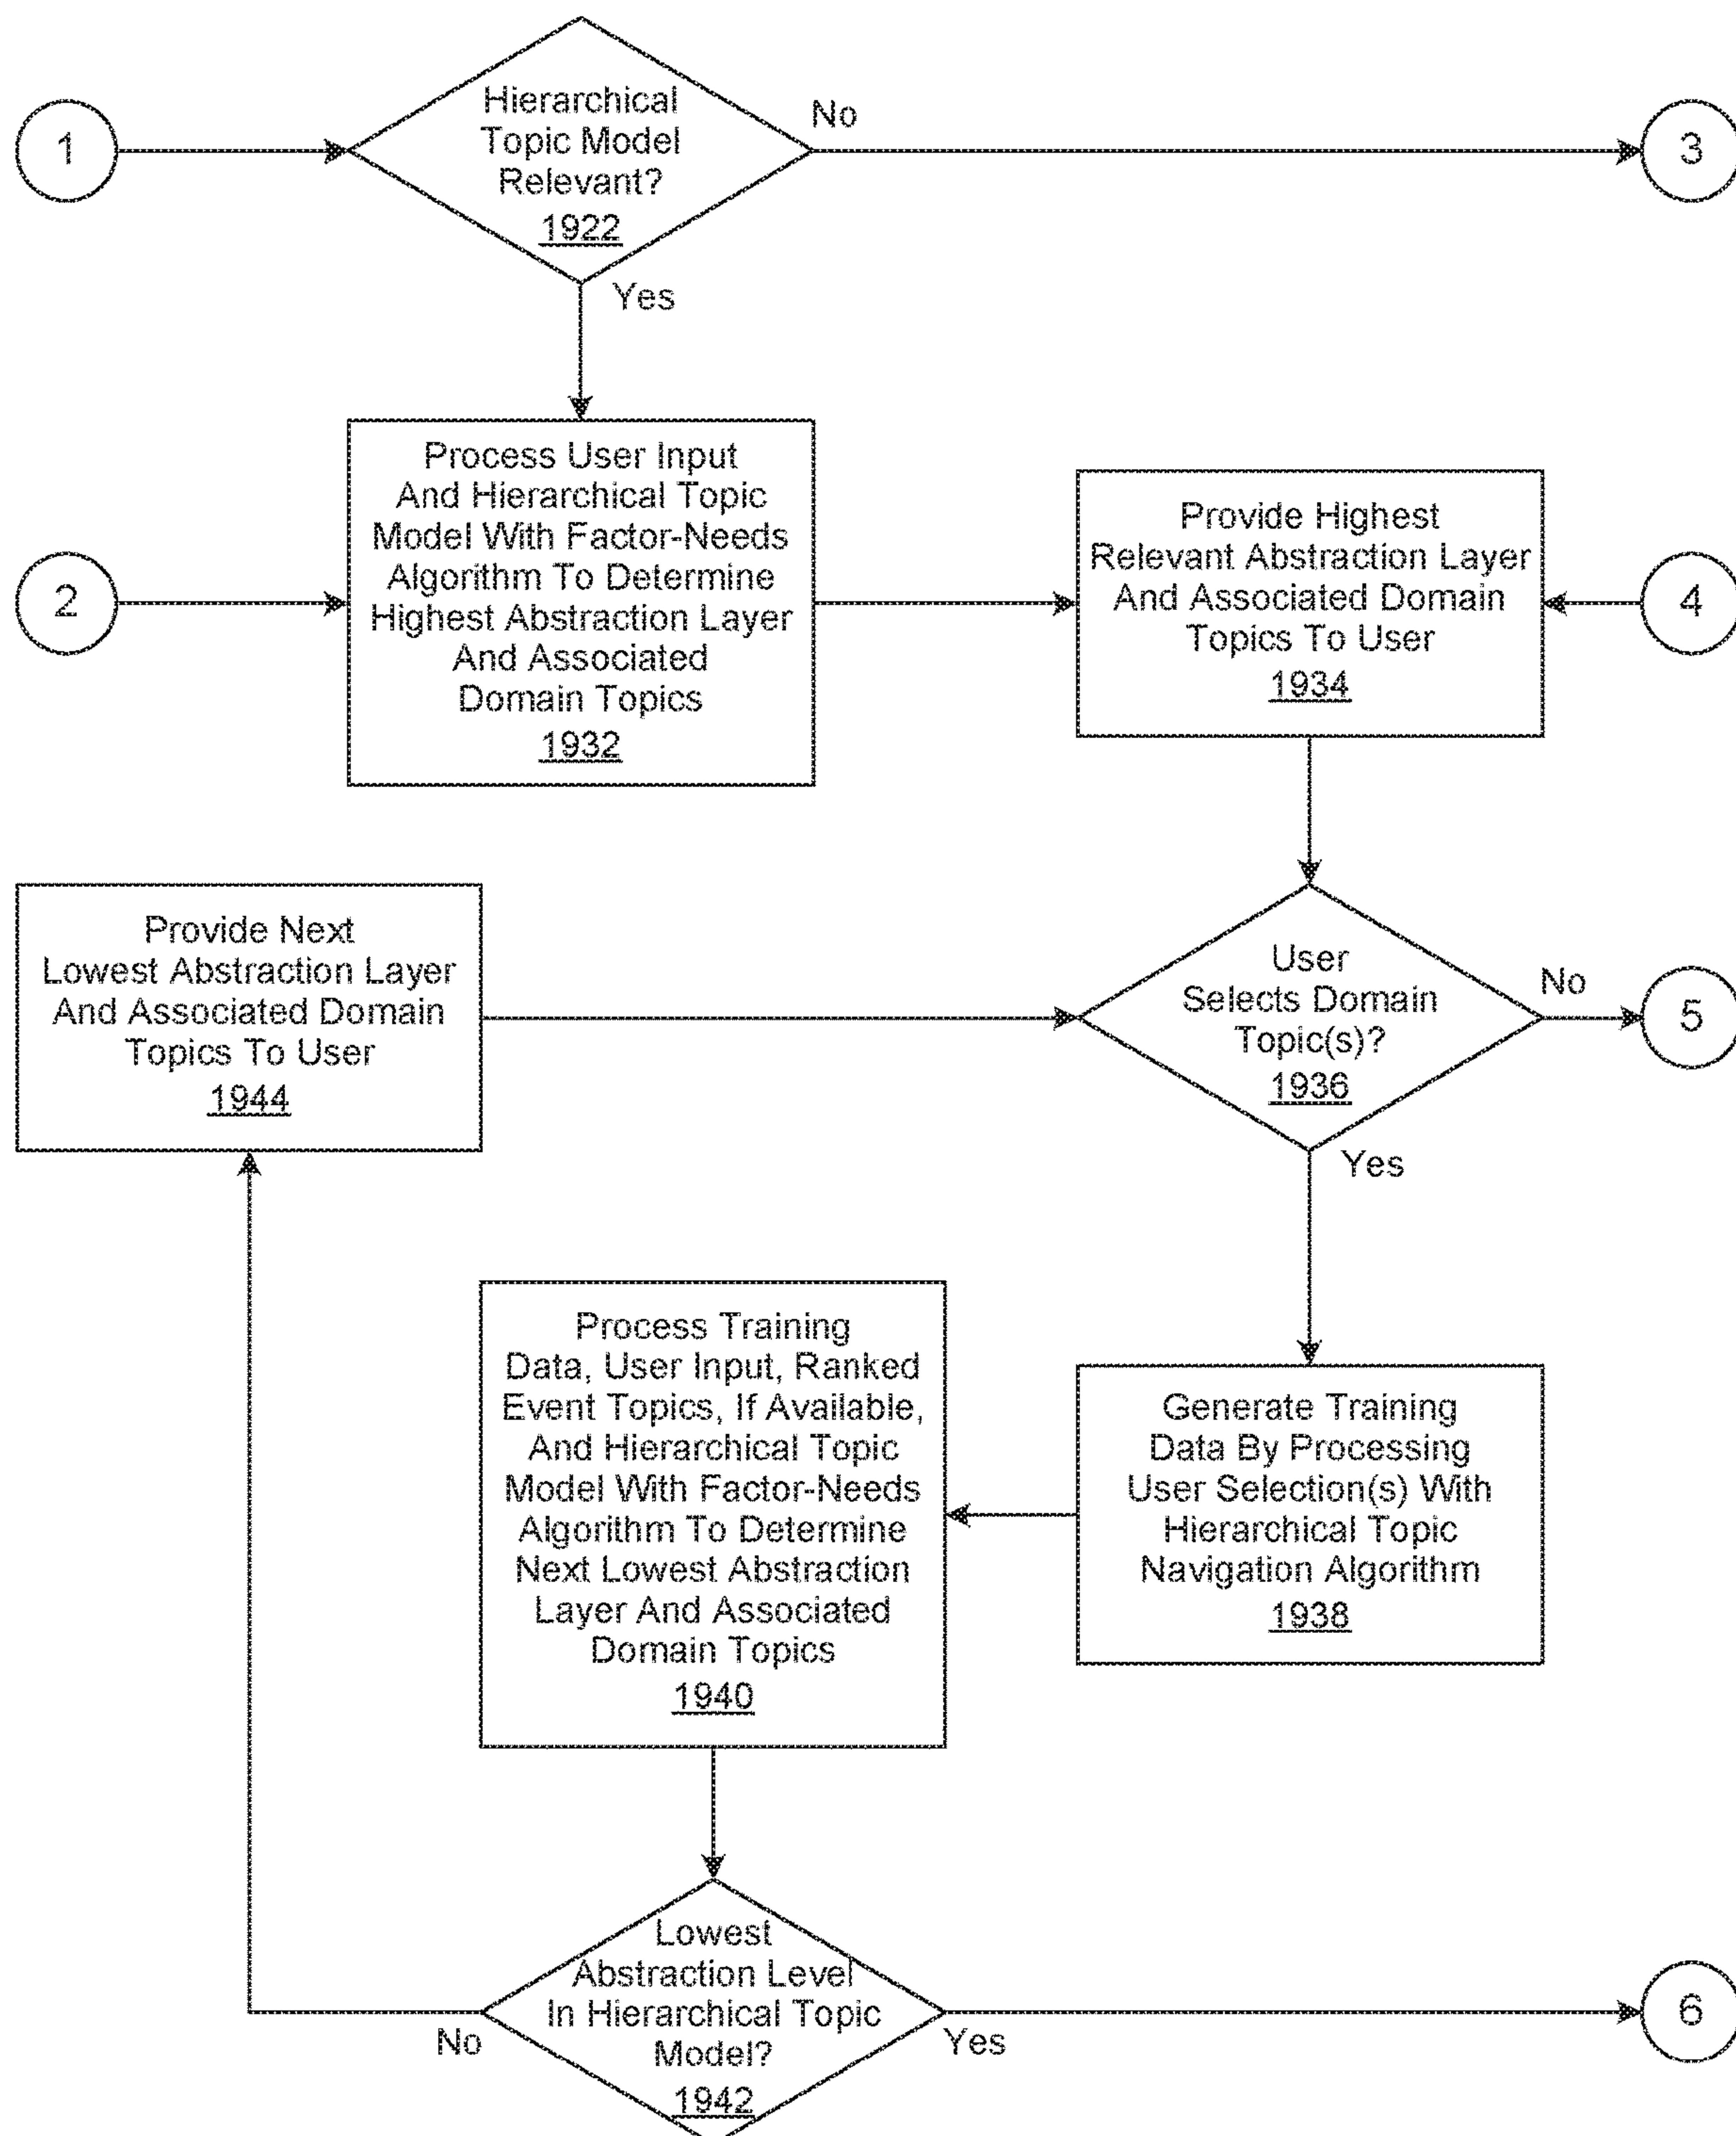 1
Hierarchical
Topic Model
Relevant?
1922
No
3
Yes
2
Process User Input
And Hierarchical Topic
Model With Factor-Needs
Algorithm To Determine
Highest Abstraction Layer
And Associated
Domain Topics
1932
Provide Highest
Relevant Abstraction Layer
And Associated Domain
Topics To User
1934
4
Provide Next
Lowest Abstraction Layer
And Associated Domain
Topics To User
1944
User
Selects Domain
Topic(s)?
1936
No
5
Yes
Process Training
Data, User Input, Ranked
Event Topics, If Available,
And Hierarchical Topic
Model With Factor-Needs
Algorithm To Determine
Next Lowest Abstraction
Layer And Associated
Domain Topics
1940
Generate Training
Data By Processing
User Selection(s) With
Hierarchical Topic
Navigation Algorithm
1938
Lowest
Abstraction Level
In Hierarchical Topic
Model?
1942
No
Yes
6